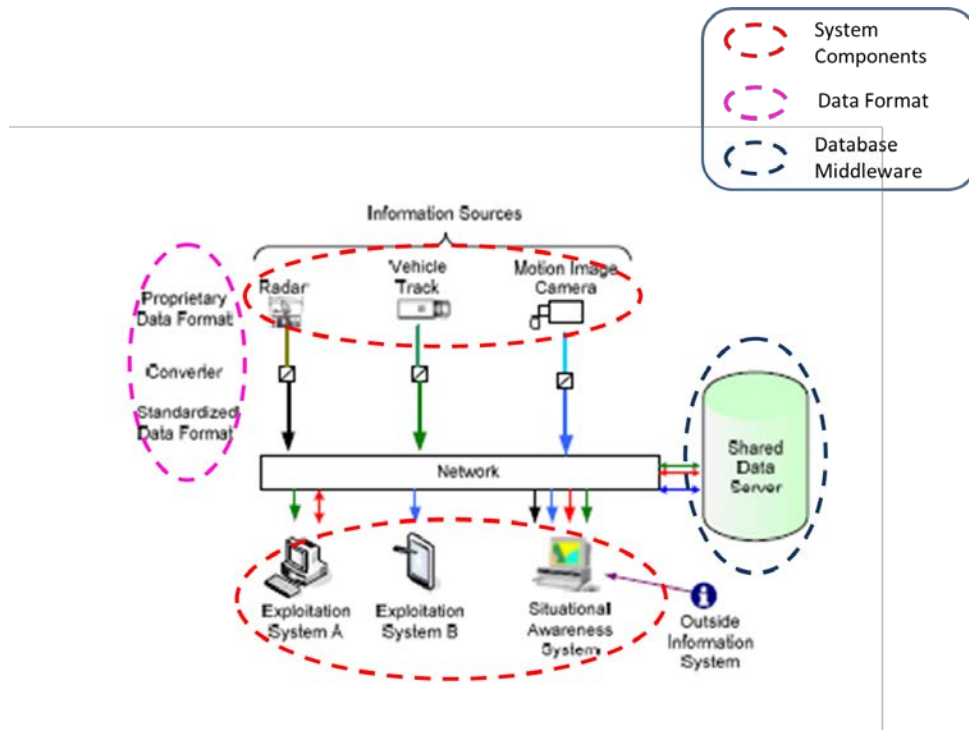 System
Components
Data Format
Database
Middleware
Information Sources
Radar
Vehicle
Track
Motion Image
Camera
Proprietary
Data Format
Converter
Standardized
Data Format
Network
Shared
Data
Server
Exploitation
System A
Exploitation
System B
Situational
Awareness
System
Outside
Information
System